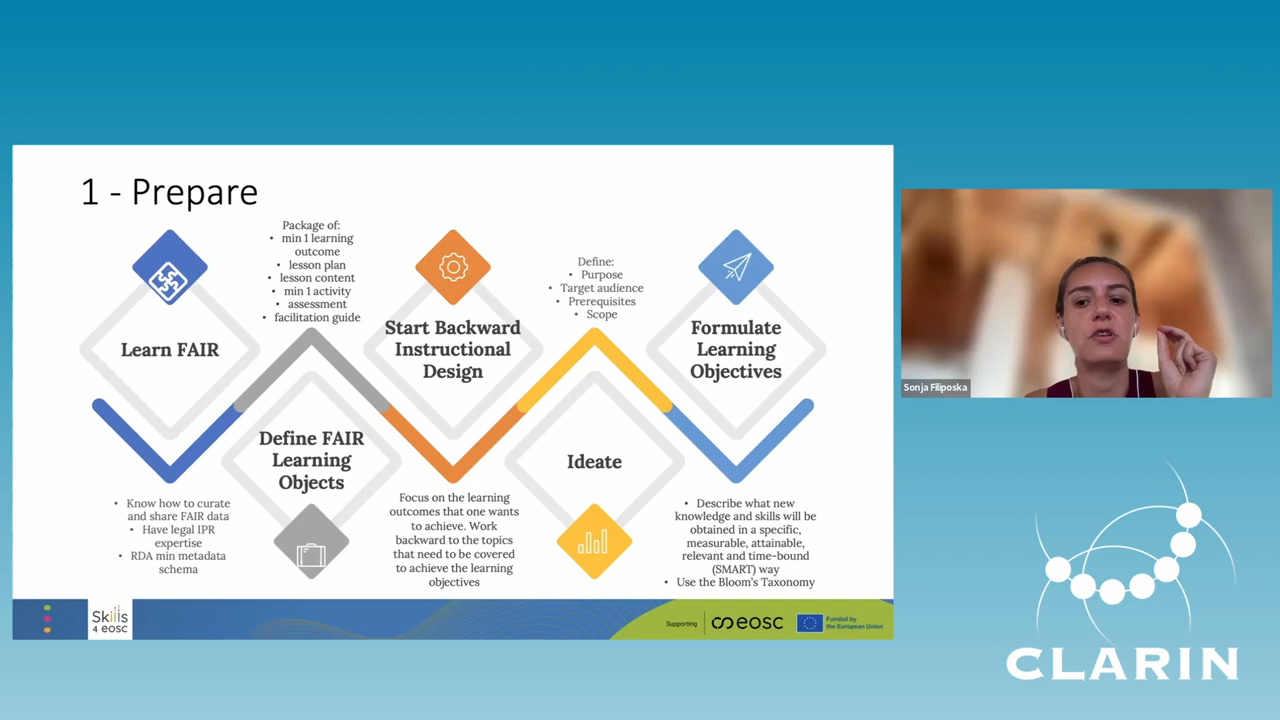 1 - Prepare
Package of:
• min 1 learning
outcome
• lesson plan
• lesson content
• min 1 activity
• assessment
• facilitation guide
Define:
• Purpose
• Target audience
• Prerequisites
• Scope
Learn FAIR
Start Backward
Instructional
Design
Formulate
Learning
Objectives
Define FAIR
Learning
Objects
Ideate
• Know how to curate
and share FAIR data
• Have legal IPR
expertise
• RDA min metadata
schema
Focus on the learning
outcomes that one wants
to achieve. Work
backward to the topics
that need to be covered
to achieve the learning
objectives
• Describe what new
knowledge and skills will be
obtained in a specific,
measurable, attainable,
relevant and time-bound
(SMART) way
• Use the Bloom's Taxonomy
Skills
4 eosc
Supporting
eosc
Funded by
the European Union
Sonja Filiposka
CLARIN